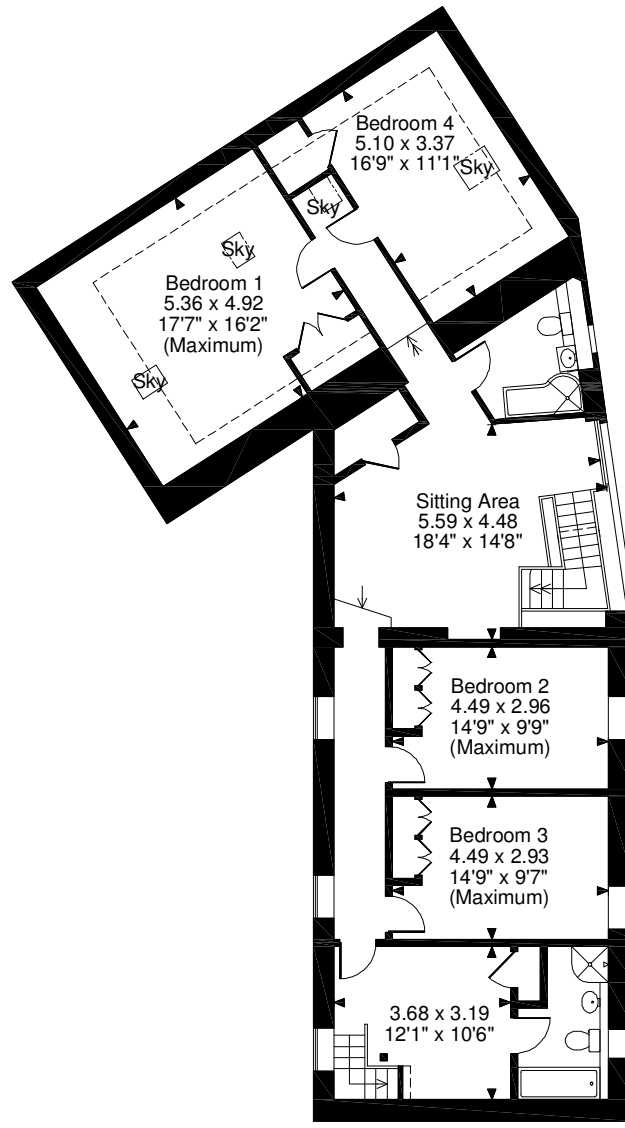 Bedroom 4
5.10 x 3.37
16'9" x 11'1"
Sky
Sky
Sky
Bedroom 1
5.36 x 4.92
17'7" x 16'2"
(Maximum)
Sky
Sitting Area
5.59 x 4.48
18'4" x 14'8"
Bedroom 2
4.49 x 2.96
14'9" x 9'9"
(Maximum)
Bedroom 3
4.49 x 2.93
14'9" x 9'7"
(Maximum)
3.68 x 3.19
12'1" x 10'6"